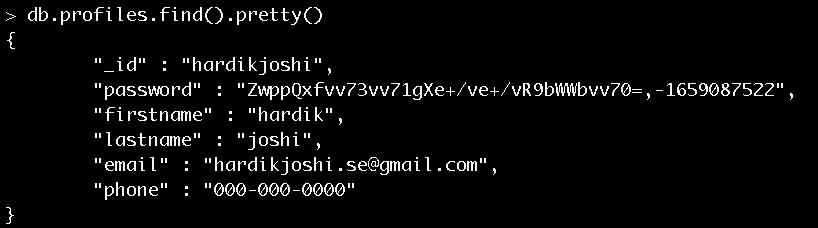 > db.profiles.find().pretty()
{
"_id" : "hardikjoshi",
"password" : "ZwppQxfvv73vv71gXe+/ve+/vR9bWWbvv70=,-1659087522",
"firstname" : "hardik",
"lastname" : "joshi",
"email" : "hardikjoshi.se@gmail.com",
"phone" : "000-000-0000"
}